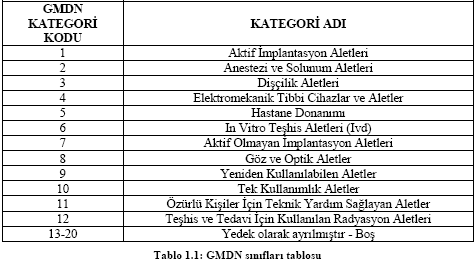 GMDN
KATEGORİ
KODU
KATEGORİ ADI
1 Aktif İmplantasyon Aletleri
2 Anestezi ve Solunum Aletleri
3 Dişçilik Aletleri
4 Elektromekanik Tibbi Cihazlar ve Aletler
5 Hastane Donanımı
6 In Vitro Teşhis Aletleri (Ivd)
7 Aktif Olmayan İmplantasyon Aletleri
8 Göz ve Optik Aletler
9 Yeniden Kullanılabilen Aletler
10 Tek Kullanımlık Aletler
11 Özürlü Kişiler İçin Teknik Yardım Sağlayan Aletler
12 Teşhis ve Tedavi İçin Kullanılan Radyasyon Aletleri
13-20 Yedek olarak ayrılmıştır - Boş
Tablo 1.1: GMDN sınıfları tablosu